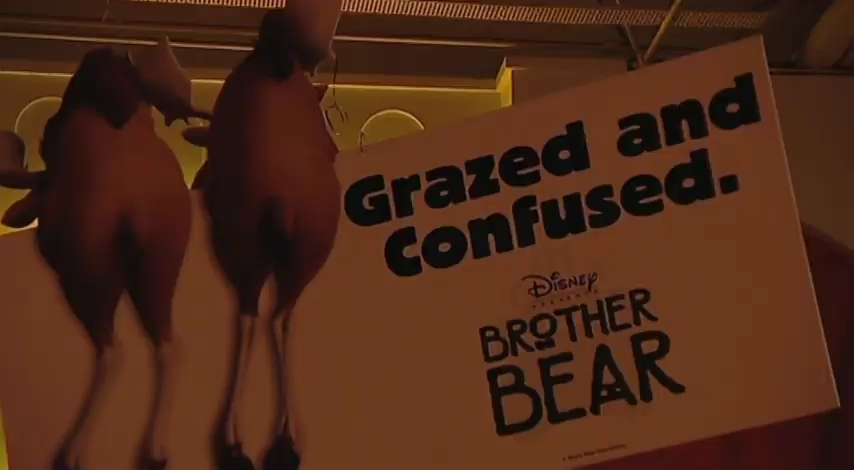 Grazed and
Confused.
DISNEY
PRESENTS
BROTHER
BEAR